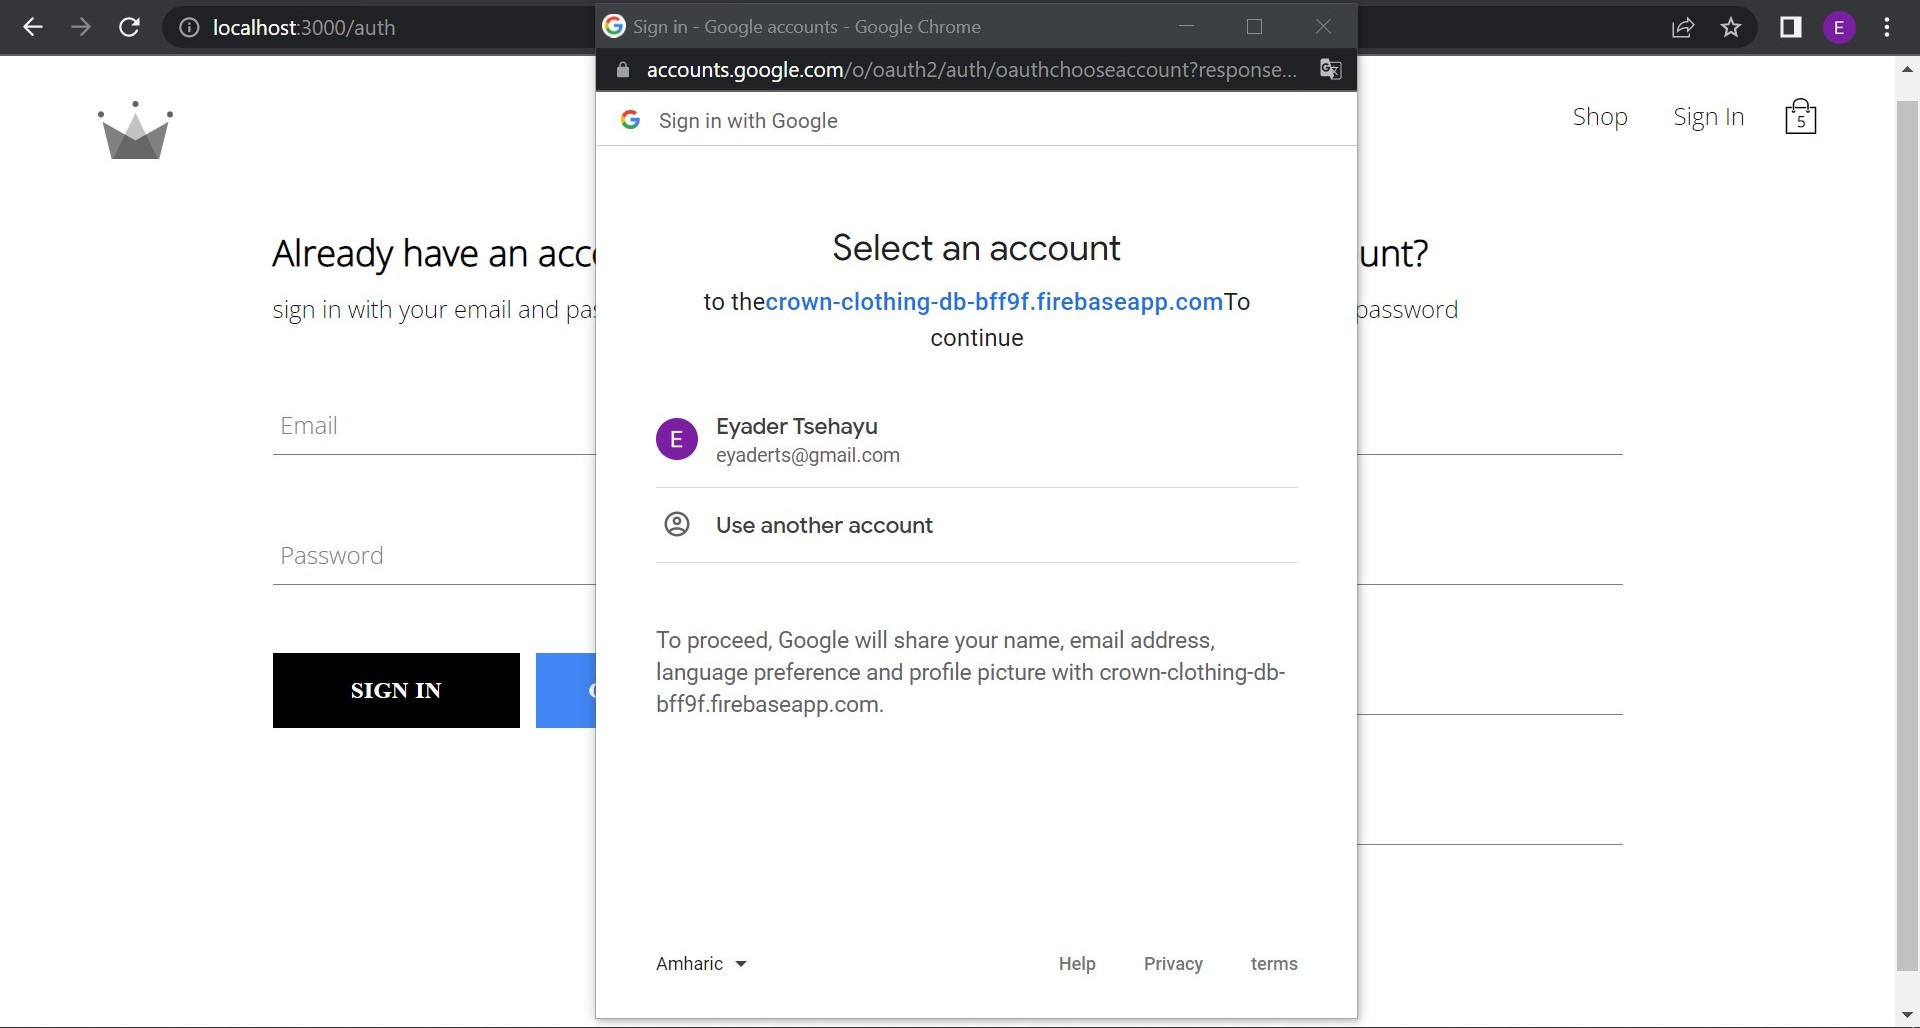 localhost:3000/auth
E
Sign in - Google accounts - Google Chrome
accounts.google.com/o/oauth2/auth/oauthchooseaccount?response...
Sign in with Google
Shop
Sign In
5
Already have an acc
unt?
sign in with your email and pas
password
Email
Password
SIGN IN
Select an account
to thecrown-clothing-db-bff9f.firebaseapp.comTo
continue
E
Eyader Tsehayu
eyaderts@gmail.com
Use another account
To proceed, Google will share your name, email address,
language preference and profile picture with crown-clothing-db-
bff9f.firebaseapp.com.
Amharic
Help
Privacy
terms